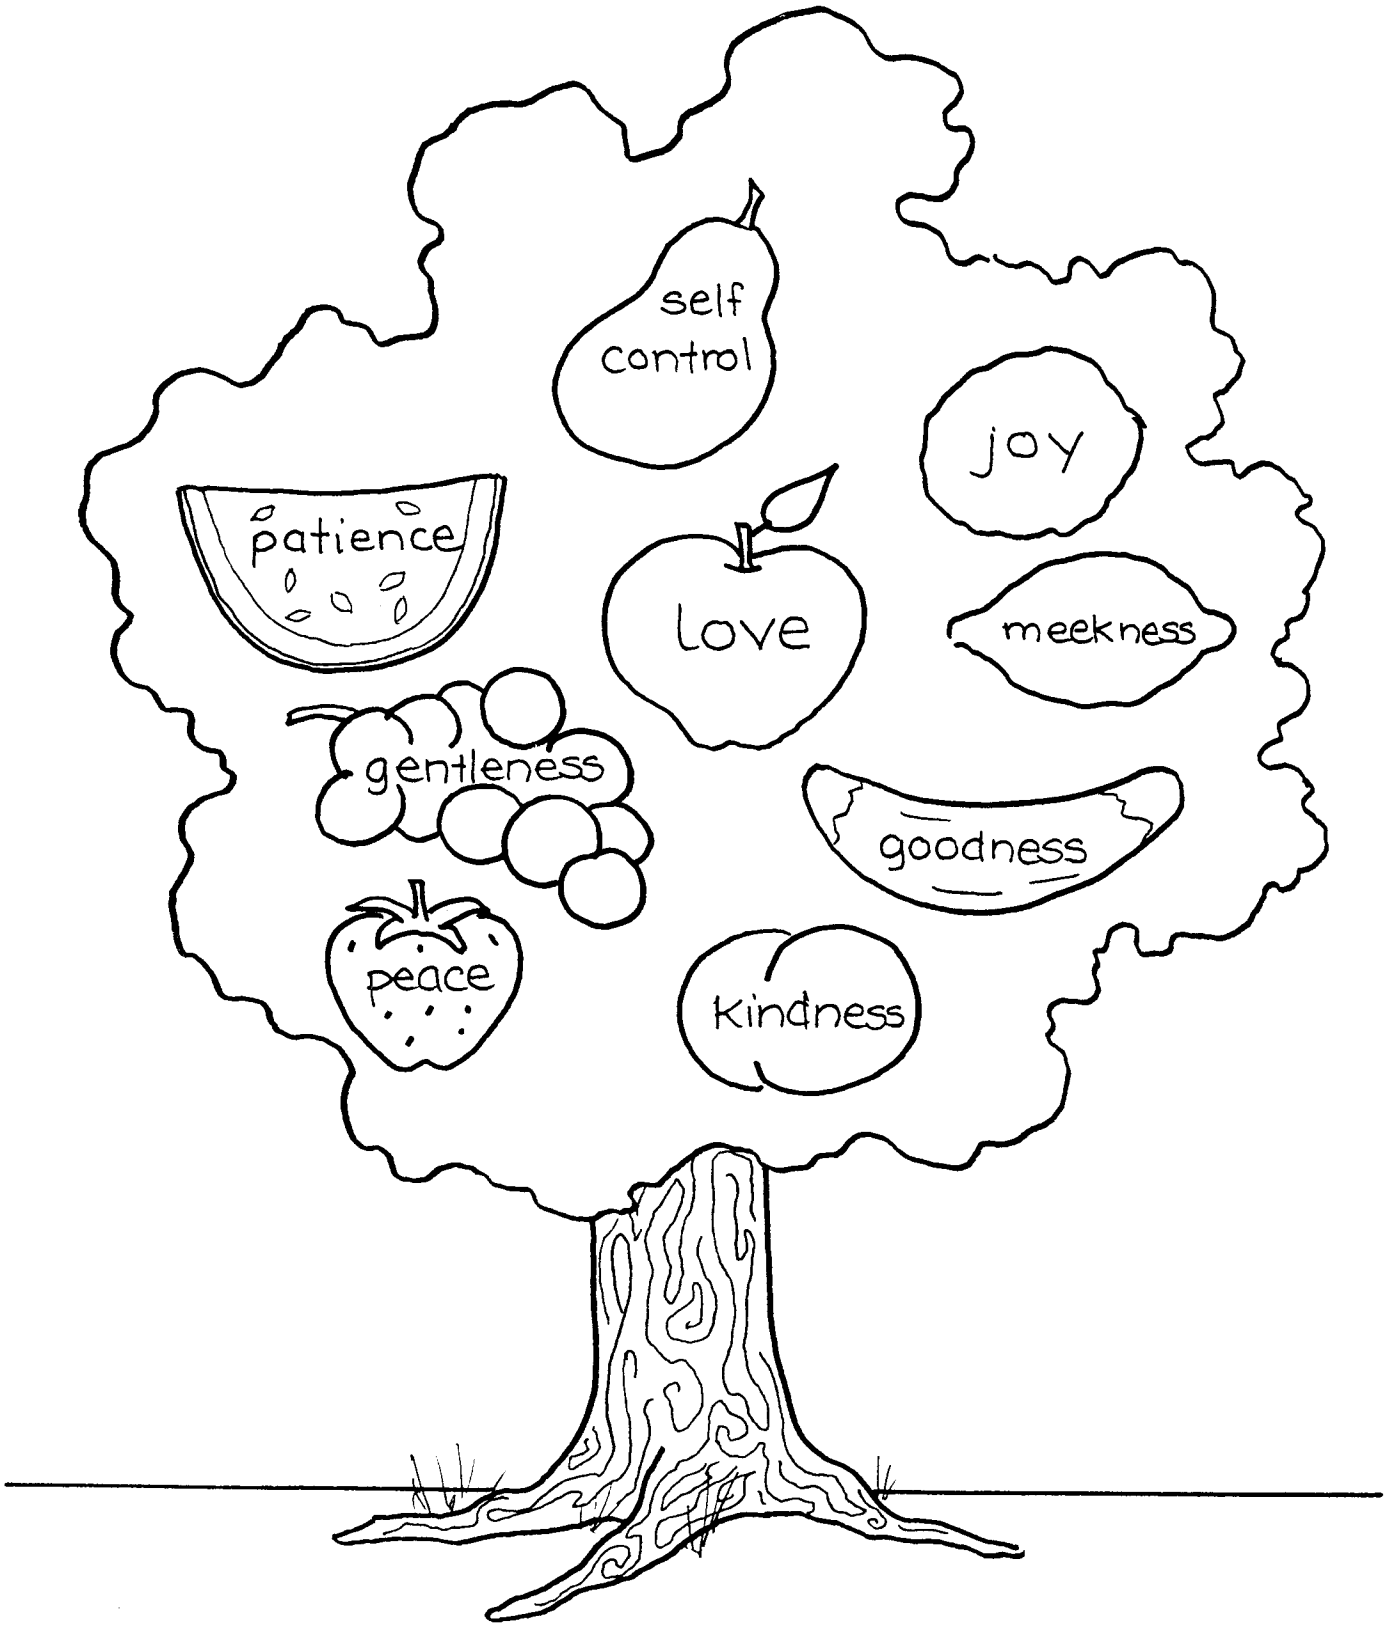 self
control
joy
patience
love
meekness
gentleness
goodness
peace
kindness